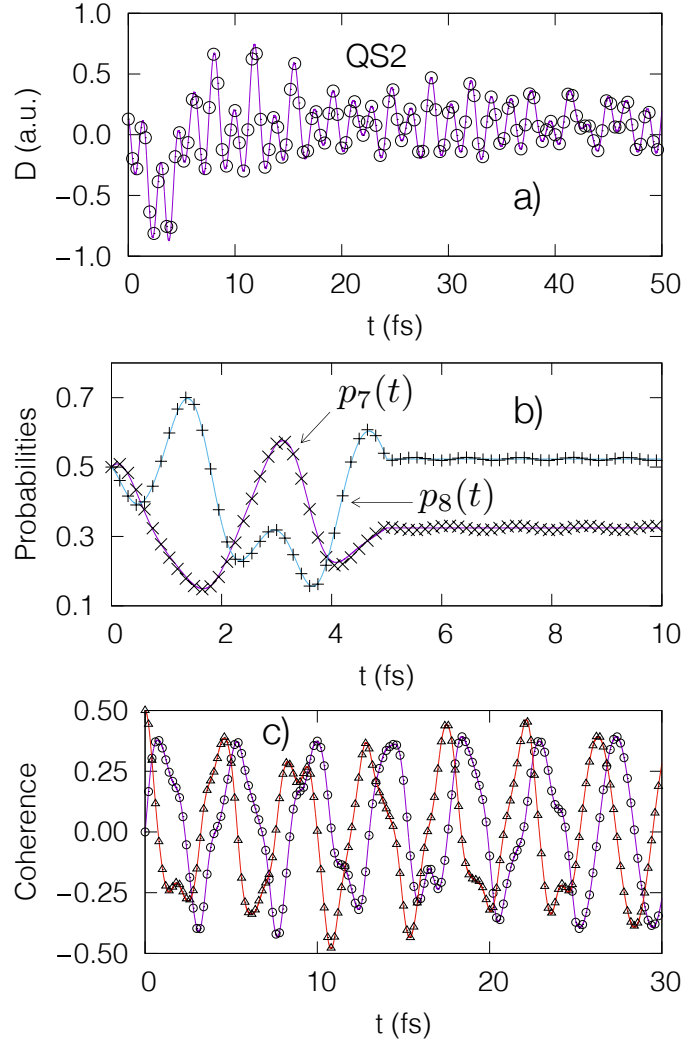 1.0
0.5
0.0
−0.5
−1.0
D (a.u.)
QS2
a)
0 10 20 30 40 50
t (fs)
0.7
0.5
0.3
0.1
Probabilities
p₇(t)
b)
p₈(t)
0 2 4 6 8 10
t (fs)
0.50
0.25
0.00
−0.25
−0.50
Coherence
c)
0 10 20 30
t (fs)